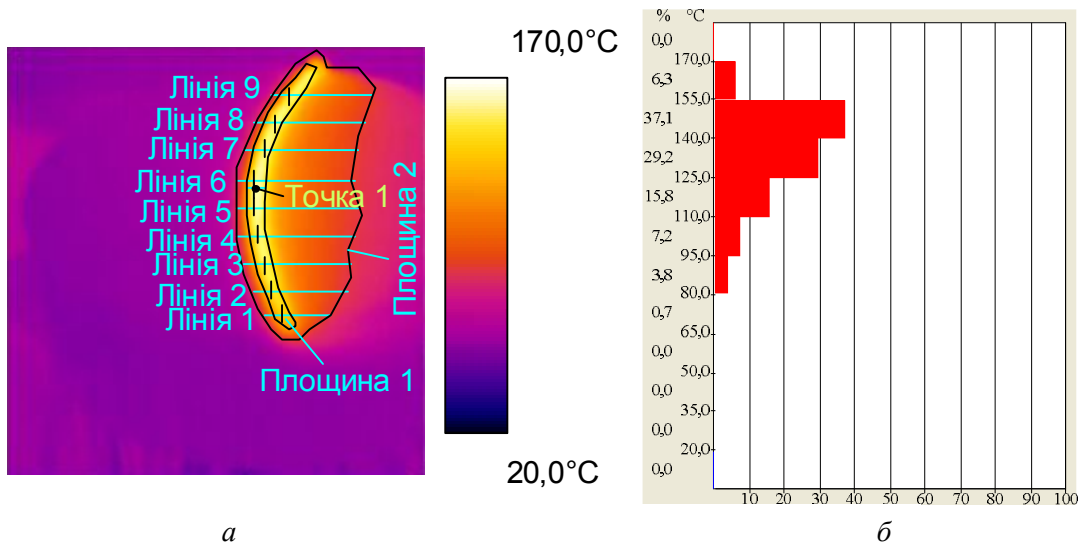 170,0°C
Лінія 9
Лінія 8
Лінія 7
Лінія 6
Точка 1
Лінія 5
Лінія 4
Лінія 3
Лінія 2
Лінія 1
Площина 2
Площина 1
20,0°C
а
% °C
0,0
170,0
6,3
155,0
37,1
140,0
29,2
125,0
15,8
110,0
7,2
95,0
3,8
80,0
0,7
65,0
0,0
50,0
0,0
35,0
0,0
20,0
0,0
10 20 30 40 50 60 70 80 90 100
б